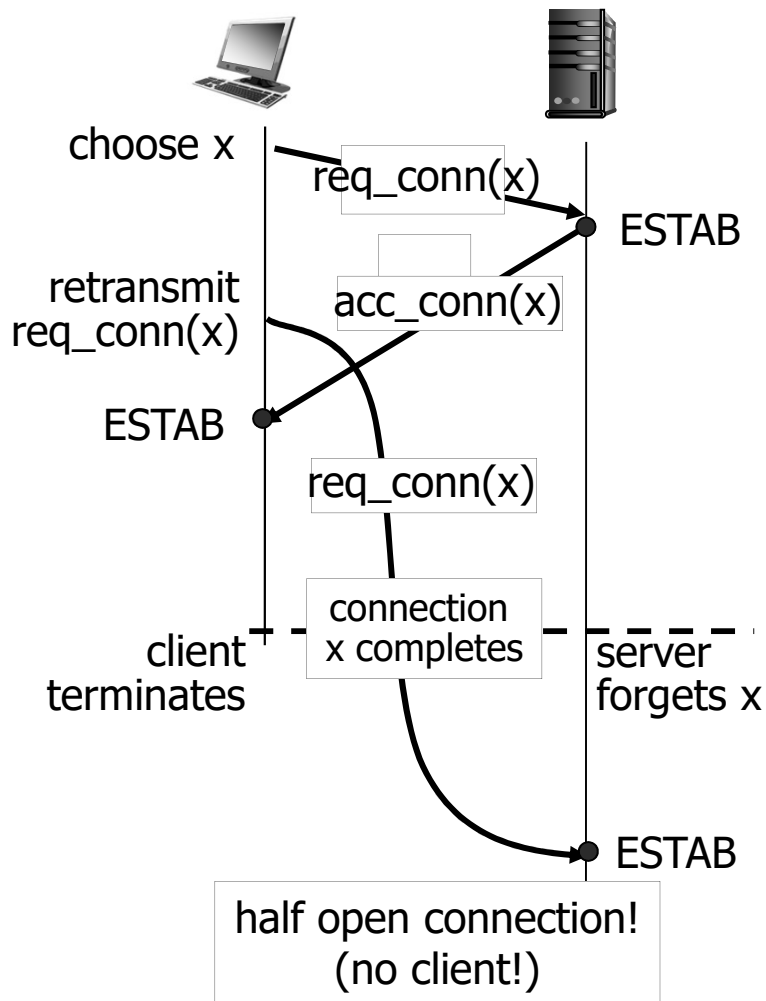 choose x
req_conn(x)
ESTAB
retransmit
req_conn(x)
acc_conn(x)
ESTAB
req_conn(x)
connection
x completes
client
terminates
server
forgets x
ESTAB
half open connection!
(no client!)